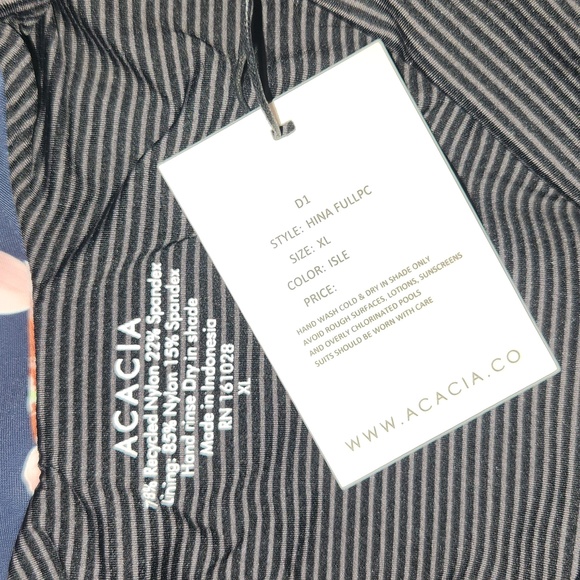 D1
STYLE: HINA FULLPC
SIZE: XL
COLOR: ISLE
PRICE:
HAND WASH COLD & DRY IN SHADE ONLY
AVOID ROUGH SURFACES, LOTIONS, SUNSCREENS
AND OVERLY CHLORINATED POOLS
SUITS SHOULD BE WORN WITH CARE
WWW.ACACIA.CO
ACACIA
78% Recycled Nylon 22% Spandex
Lining: 85% Nylon 15% Spandex
Hand rinse Dry in shade
Made in Indonesia
RN 161028
XL